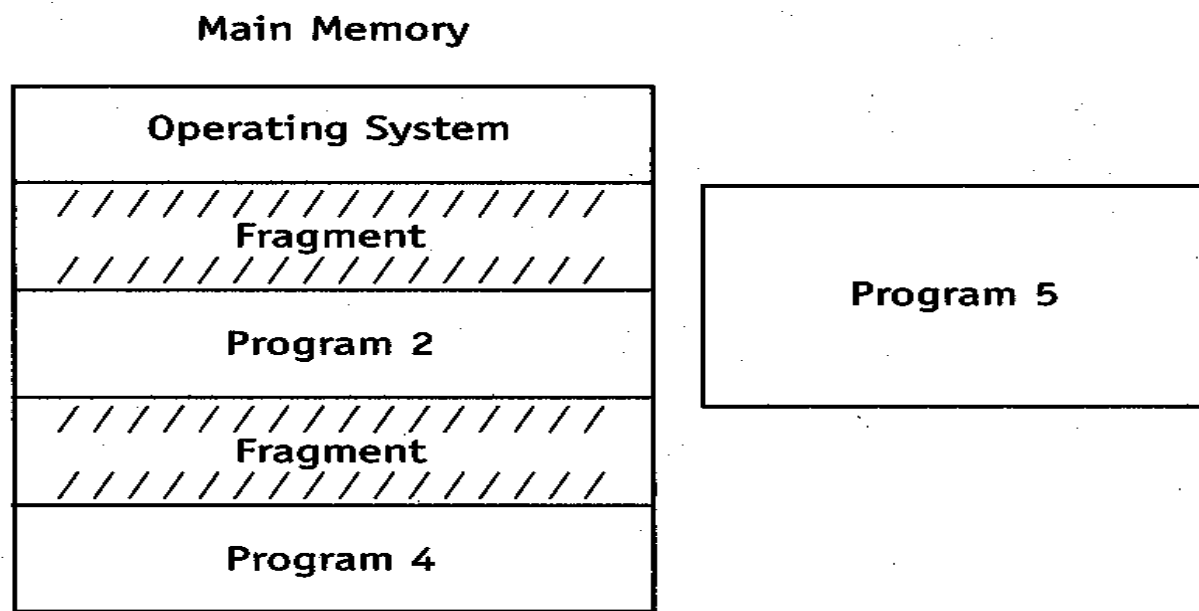 Main Memory
Operating System
Fragment
Program 2
Fragment
Program 4
Program 5